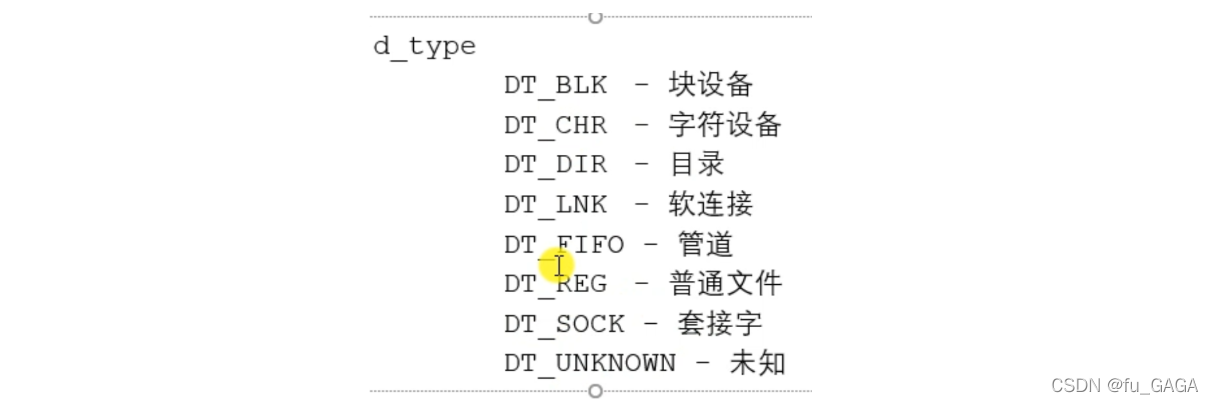 d_type
DT_BLK - 块设备
DT_CHR - 字符设备
DT_DIR - 目录
DT_LNK - 软连接
DT_FIFO - 管道
DT_REG - 普通文件
DT_SOCK - 套接字
DT_UNKNOWN - 未知
CSDN @fu_GAGA